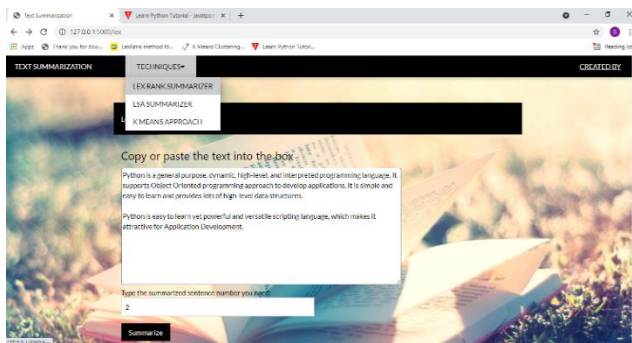 Text Summarization
Learn Python Tutorial - javatpoin
127.0.0.1:5000/lex
Apps
Thank you for dow...
LexRank method fo...
K Means Clustering...
Learn Python Tutori...
Reading list
TEXT SUMMARIZATION
TECHNIQUES
CREATED BY
LEX RANK SUMMARIZER
LSA SUMMARIZER
K MEANS APPROACH
Copy or paste the text into the box
Python is a general purpose, dynamic, high-level, and interpreted programming language. It
supports Object Oriented programming approach to develop applications. It is simple and
easy to learn and provides lots of high-level data structures.
Python is easy to learn yet powerful and versatile scripting language, which makes it
attractive for Application Development.
Type the summarized sentence number you need:
2
Summarize